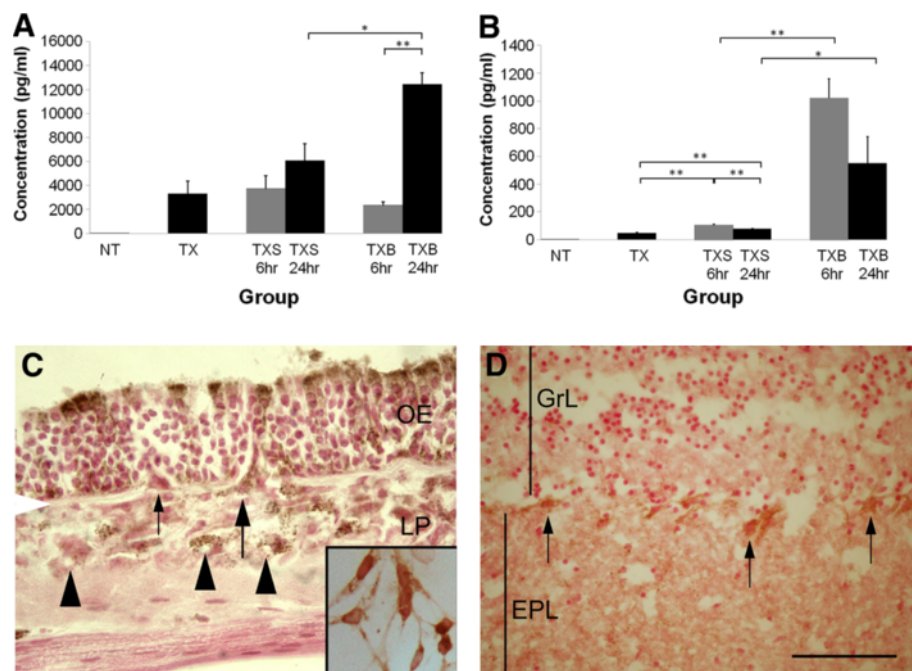 A
Concentration (pg/ml)
16000
14000
12000
10000
8000
6000
4000
2000
0
*
**
NT
TX
TXS 6hr
TXS 24hr
TXB 6hr
TXB 24hr
Group
B
Concentration (pg/ml)
1400
1200
1000
800
600
400
200
0
**
*
**
**
**
NT
TX
TXS 6hr
TXS 24hr
TXB 6hr
TXB 24hr
Group
C
OE
LP
D
GrL
EPL